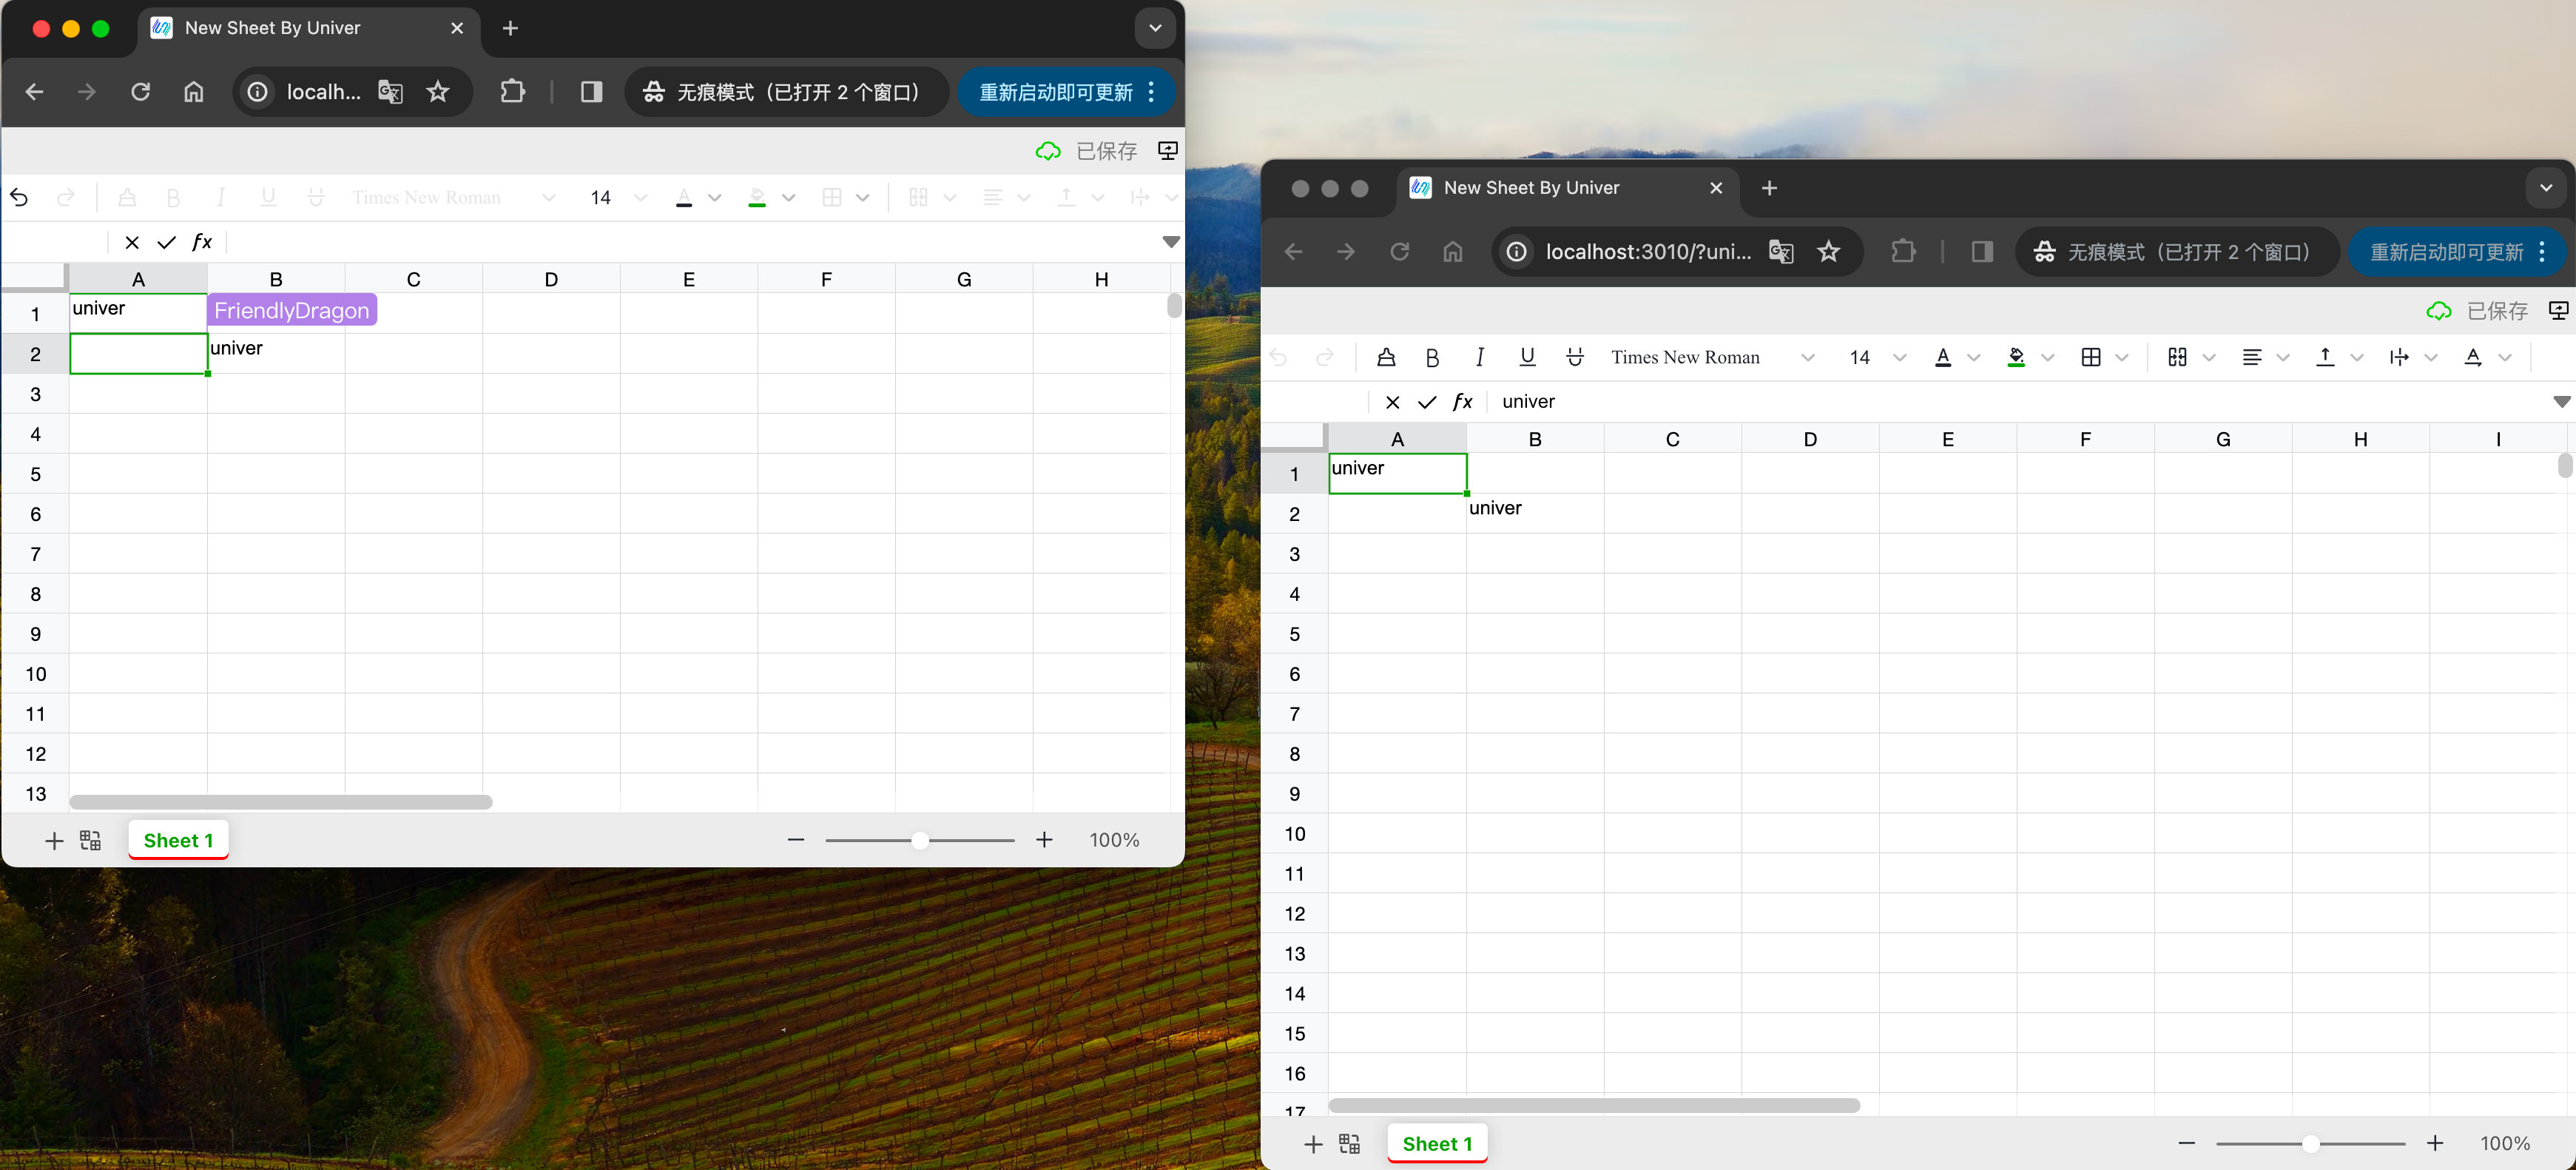 New Sheet By Univer
localh...
无痕模式（已打开 2 个窗口）
重新启动即可更新
已保存
Times New Roman
14
fx
A B C D E F G H
1 univer FriendlyDragon
2 univer
3
4
5
6
7
8
9
10
11
12
13
Sheet 1
100%
New Sheet By Univer
localhost:3010/?uni...
无痕模式（已打开 2 个窗口）
重新启动即可更新
已保存
B I U Times New Roman 14 A A
fx univer
A B C D E F G H I
1 univer
2 univer
3
4
5
6
7
8
9
10
11
12
13
14
15
16
17
Sheet 1
100%